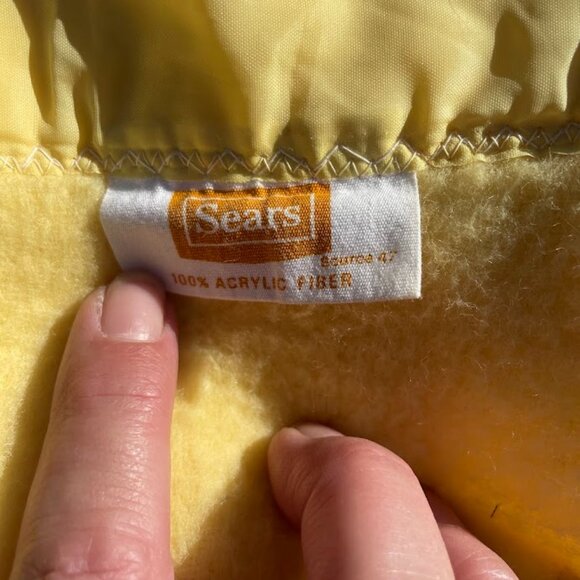 Sears
Source 47
100% ACRYLIC FIBER